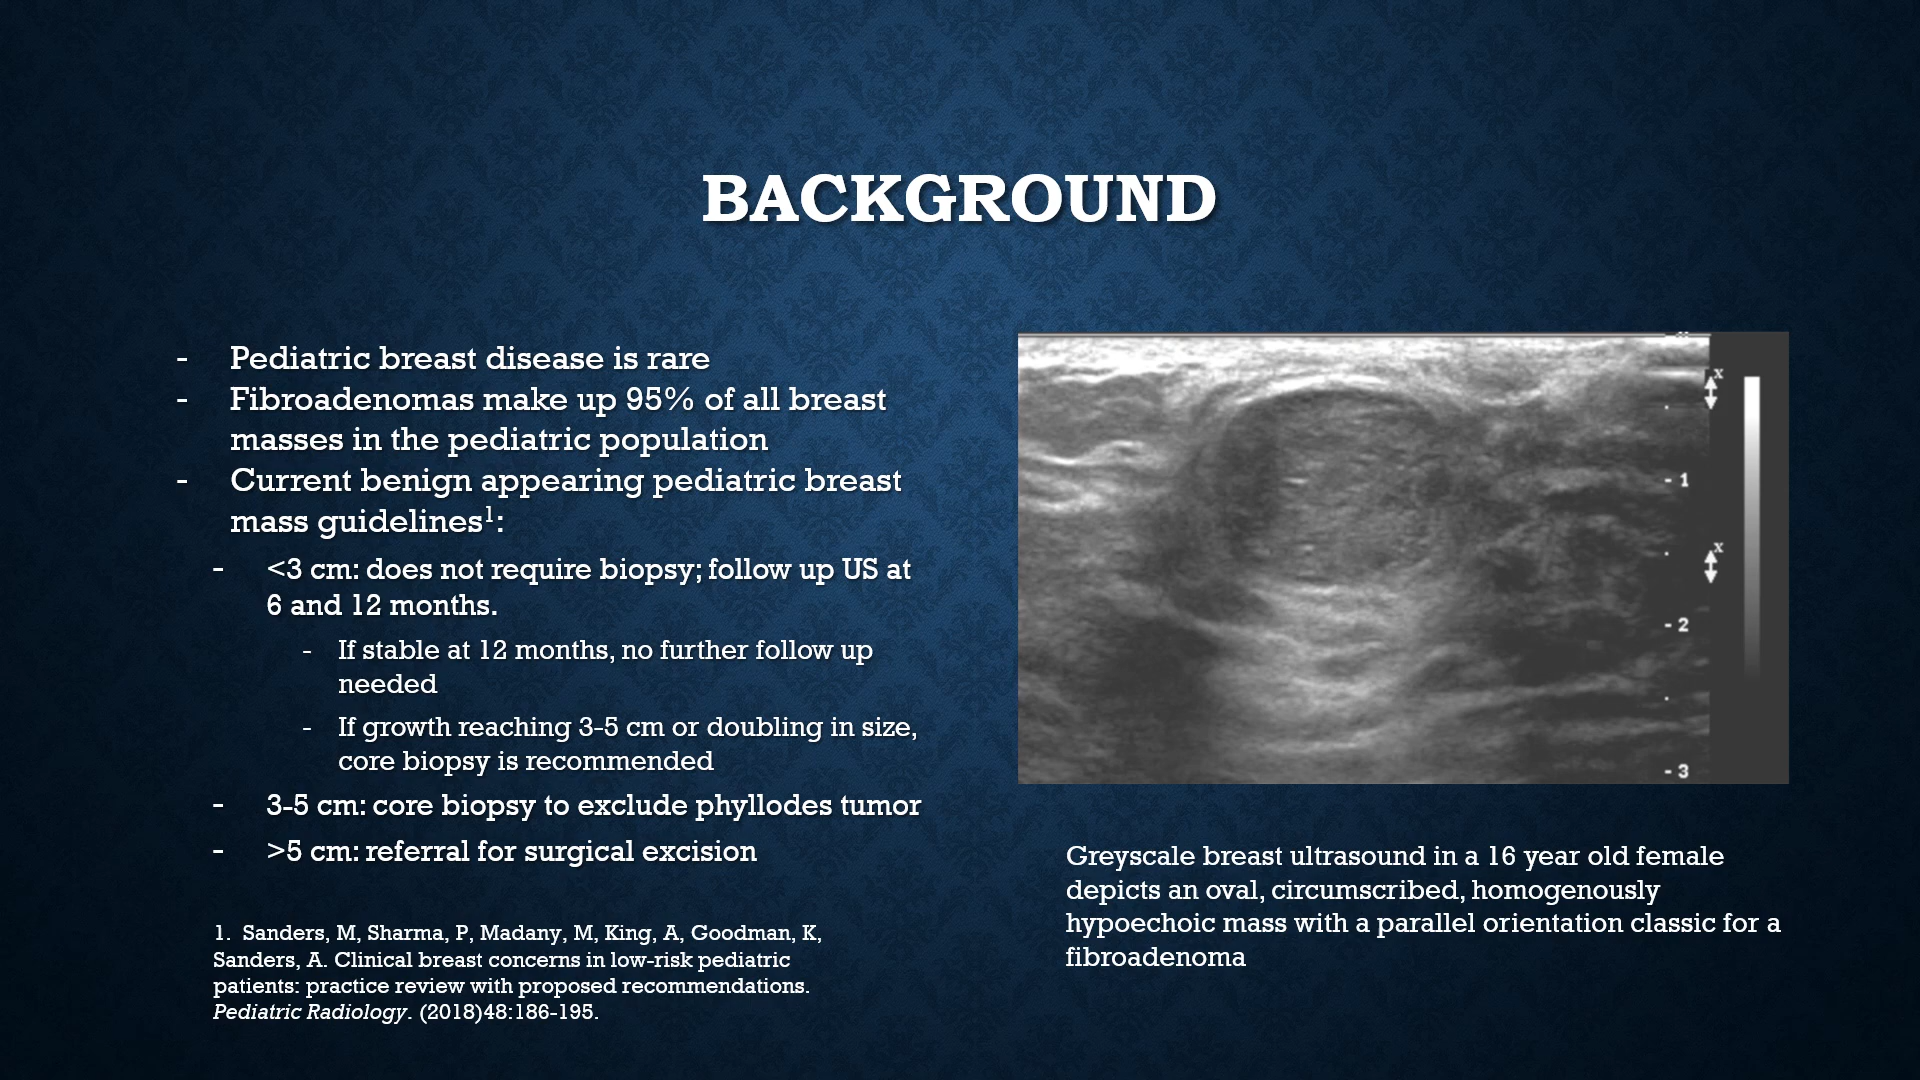 BACKGROUND
- Pediatric breast disease is rare
- Fibroadenomas make up 95% of all breast
masses in the pediatric population
- Current benign appearing pediatric breast
mass guidelines¹:
- <3 cm: does not require biopsy; follow up US at
6 and 12 months.
- If stable at 12 months, no further follow up
needed
- If growth reaching 3-5 cm or doubling in size,
core biopsy is recommended
- 3-5 cm: core biopsy to exclude phyllodes tumor
- >5 cm: referral for surgical excision
1. Sanders, M, Sharma, P, Madany, M, King, A, Goodman, K,
Sanders, A. Clinical breast concerns in low-risk pediatric
patients: practice review with proposed recommendations.
Pediatric Radiology. (2018)48:186-195.
x
- 1
x
- 2
- 3
Greyscale breast ultrasound in a 16 year old female
depicts an oval, circumscribed, homogenously
hypoechoic mass with a parallel orientation classic for a
fibroadenoma